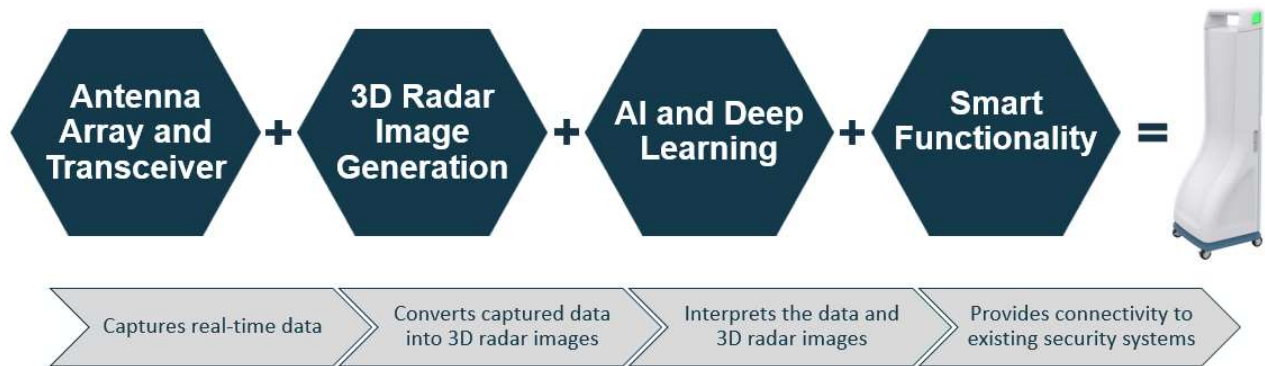 Antenna
Array and
Transceiver
+
3D Radar
Image
Generation
+
AI and Deep
Learning
+
Smart
Functionality
=
Captures real-time data
Converts captured data
into 3D radar images
Interprets the data and
3D radar images
Provides connectivity to
existing security systems